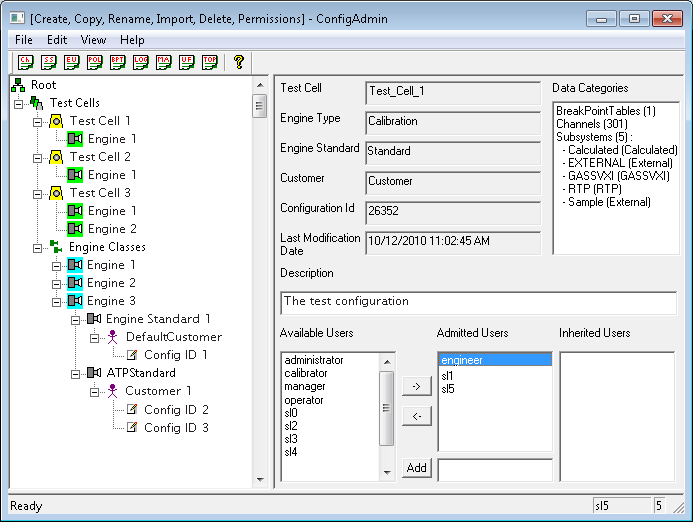 [Create, Copy, Rename, Import, Delete, Permissions] - ConfigAdmin
File Edit View Help
CH SS EU POL BPT LOG MA UF TOP ?
Root
Test Cells
Test Cell 1
Engine 1
Test Cell 2
Engine 1
Test Cell 3
Engine 1
Engine 2
Engine Classes
Engine 1
Engine 2
Engine 3
Engine Standard 1
DefaultCustomer
Config ID 1
ATPStandard
Customer 1
Config ID 2
Config ID 3
Test Cell Test_Cell_1
Engine Type Calibration
Engine Standard Standard
Customer Customer
Configuration Id 26352
Last Modification Date 10/12/2010 11:02:45 AM
Data Categories
BreakPointTables (1)
Channels (301)
Subsystems (5) :
- Calculated (Calculated)
- EXTERNAL (External)
- GASSVXI (GASSVXI)
- RTP (RTP)
- Sample (External)
Description
The test configuration
Available Users
administrator
calibrator
manager
operator
sl0
sl2
sl3
sl4
->
<-
Add
Admitted Users
engineer
sl1
sl5
Inherited Users
Ready
sl5 5